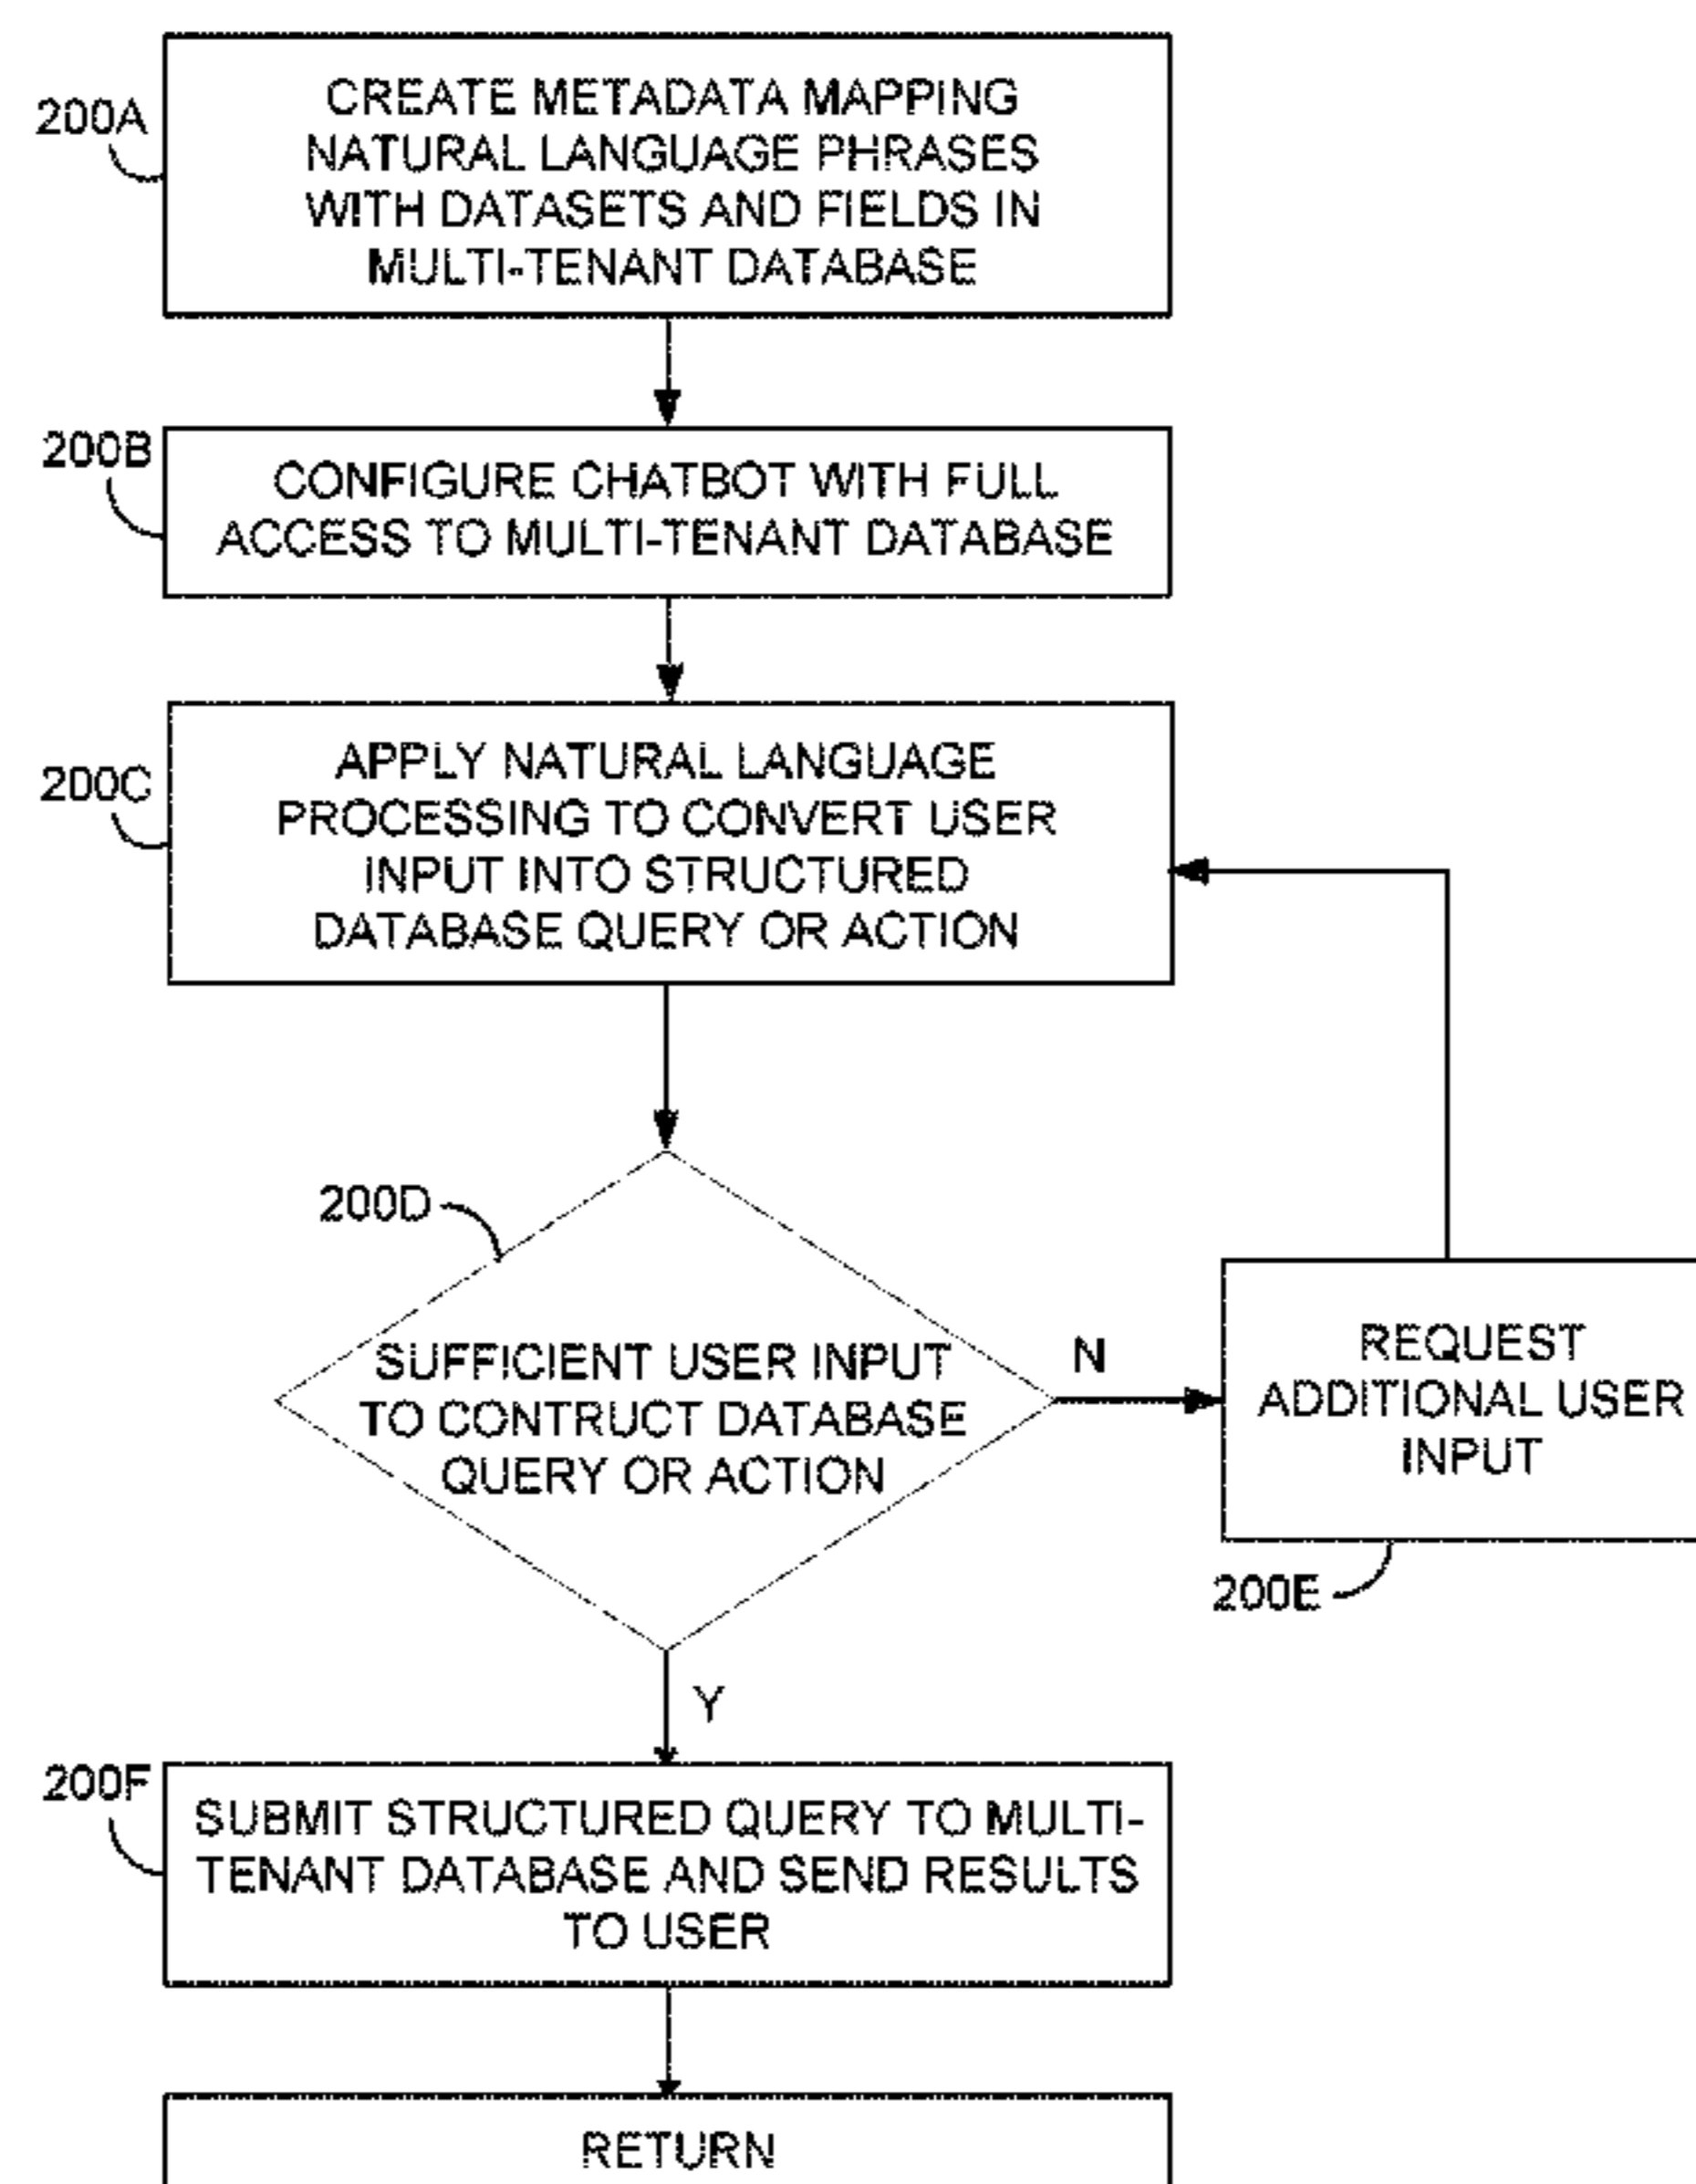 200A
CREATE METADATA MAPPING
NATURAL LANGUAGE PHRASES
WITH DATASETS AND FIELDS IN
MULTI-TENANT DATABASE
200B
CONFIGURE CHATBOT WITH FULL
ACCESS TO MULTI-TENANT DATABASE
200C
APPLY NATURAL LANGUAGE
PROCESSING TO CONVERT USER
INPUT INTO STRUCTURED
DATABASE QUERY OR ACTION
200D
SUFFICIENT USER INPUT
TO CONTRUCT DATABASE
QUERY OR ACTION
N
REQUEST
ADDITIONAL USER
INPUT
200E
Y
200F
SUBMIT STRUCTURED QUERY TO MULTI-
TENANT DATABASE AND SEND RESULTS
TO USER
RETURN